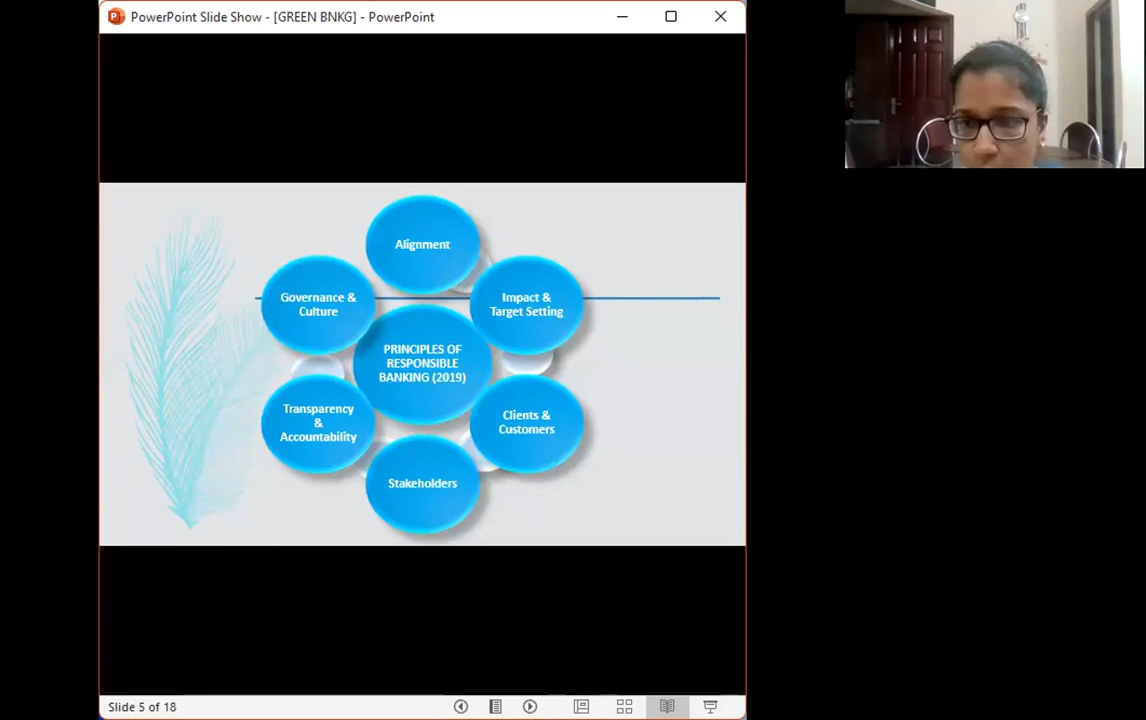 PowerPoint Slide Show - [GREEN BNKG] - PowerPoint
Alignment
Governance &
Culture
Impact &
Target Setting
PRINCIPLES OF
RESPONSIBLE
BANKING (2019)
Transparency
&
Accountability
Clients &
Customers
Stakeholders
Slide 5 of 18